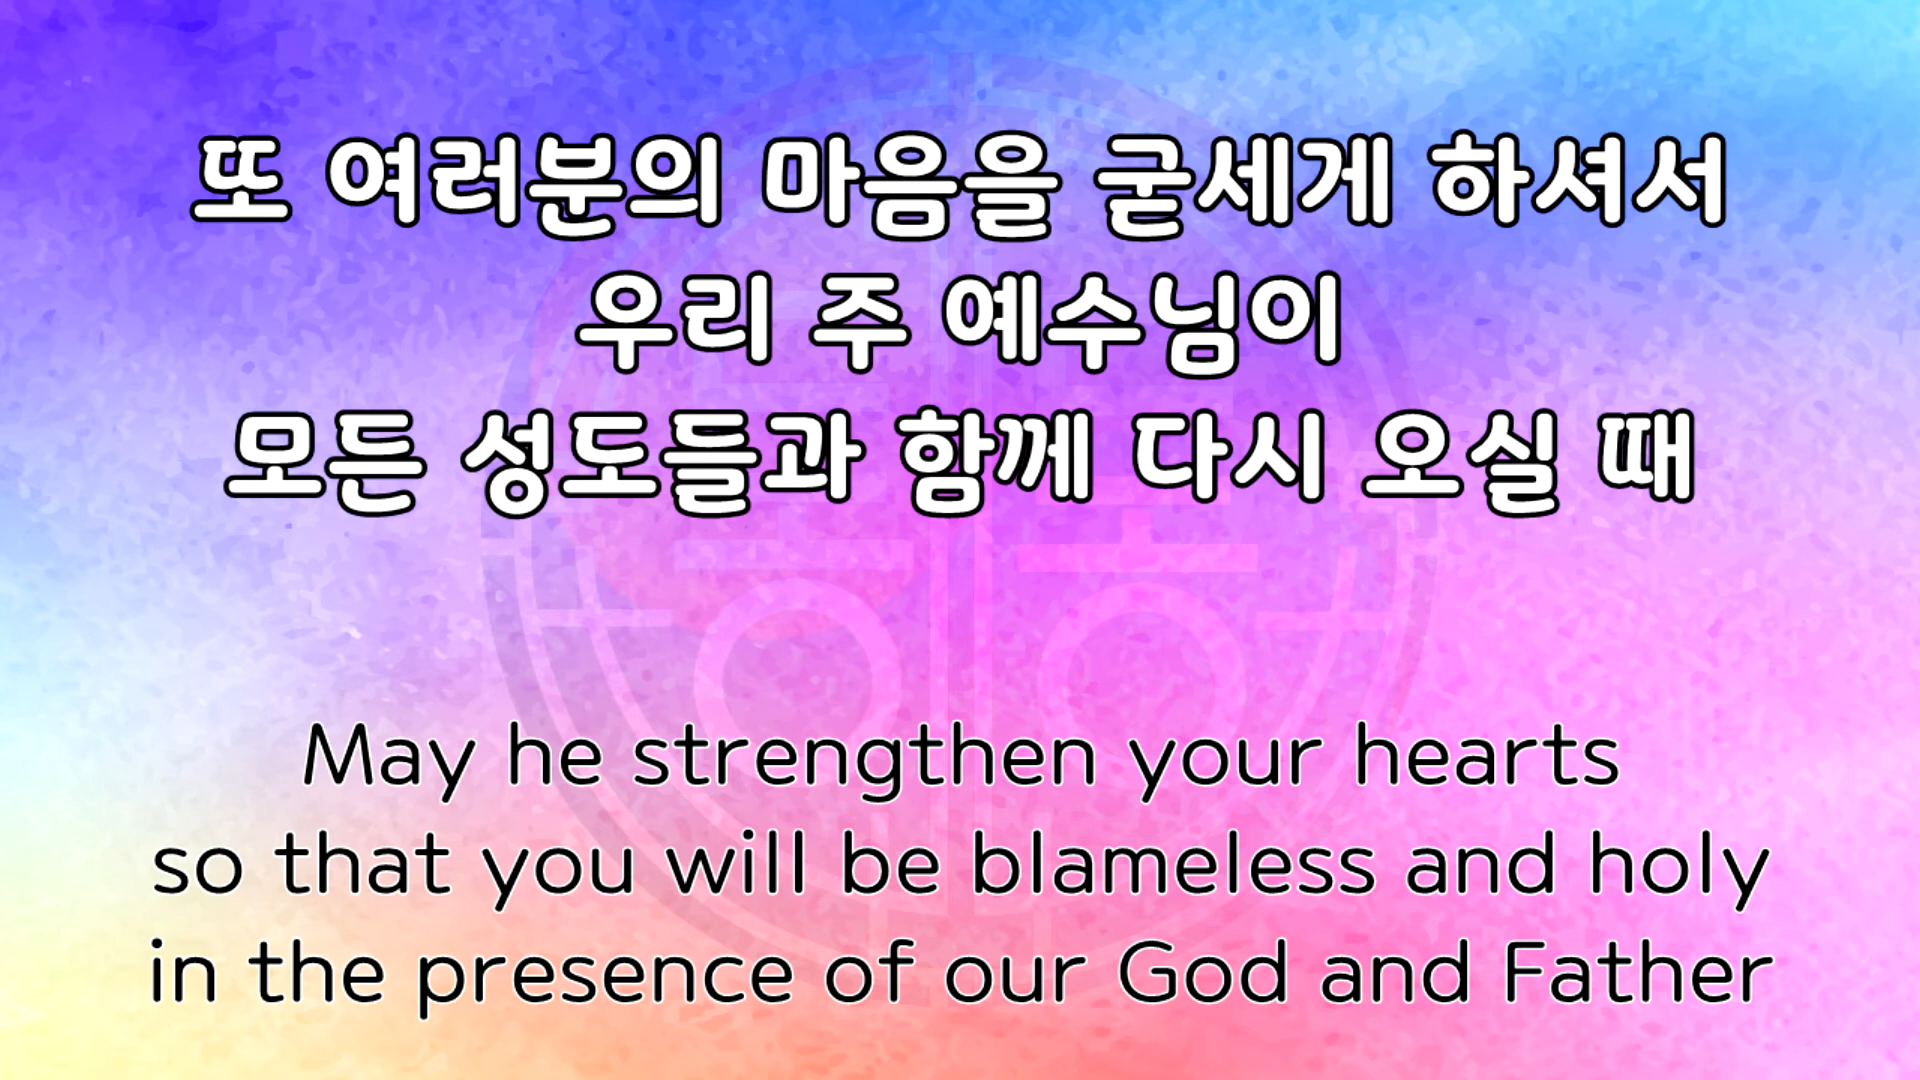 또 여러분의 마음을 굳세게 하셔서
우리 주 예수님이
모든 성도들과 함께 다시 오실 때
May he strengthen your hearts
so that you will be blameless and holy
in the presence of our God and Father